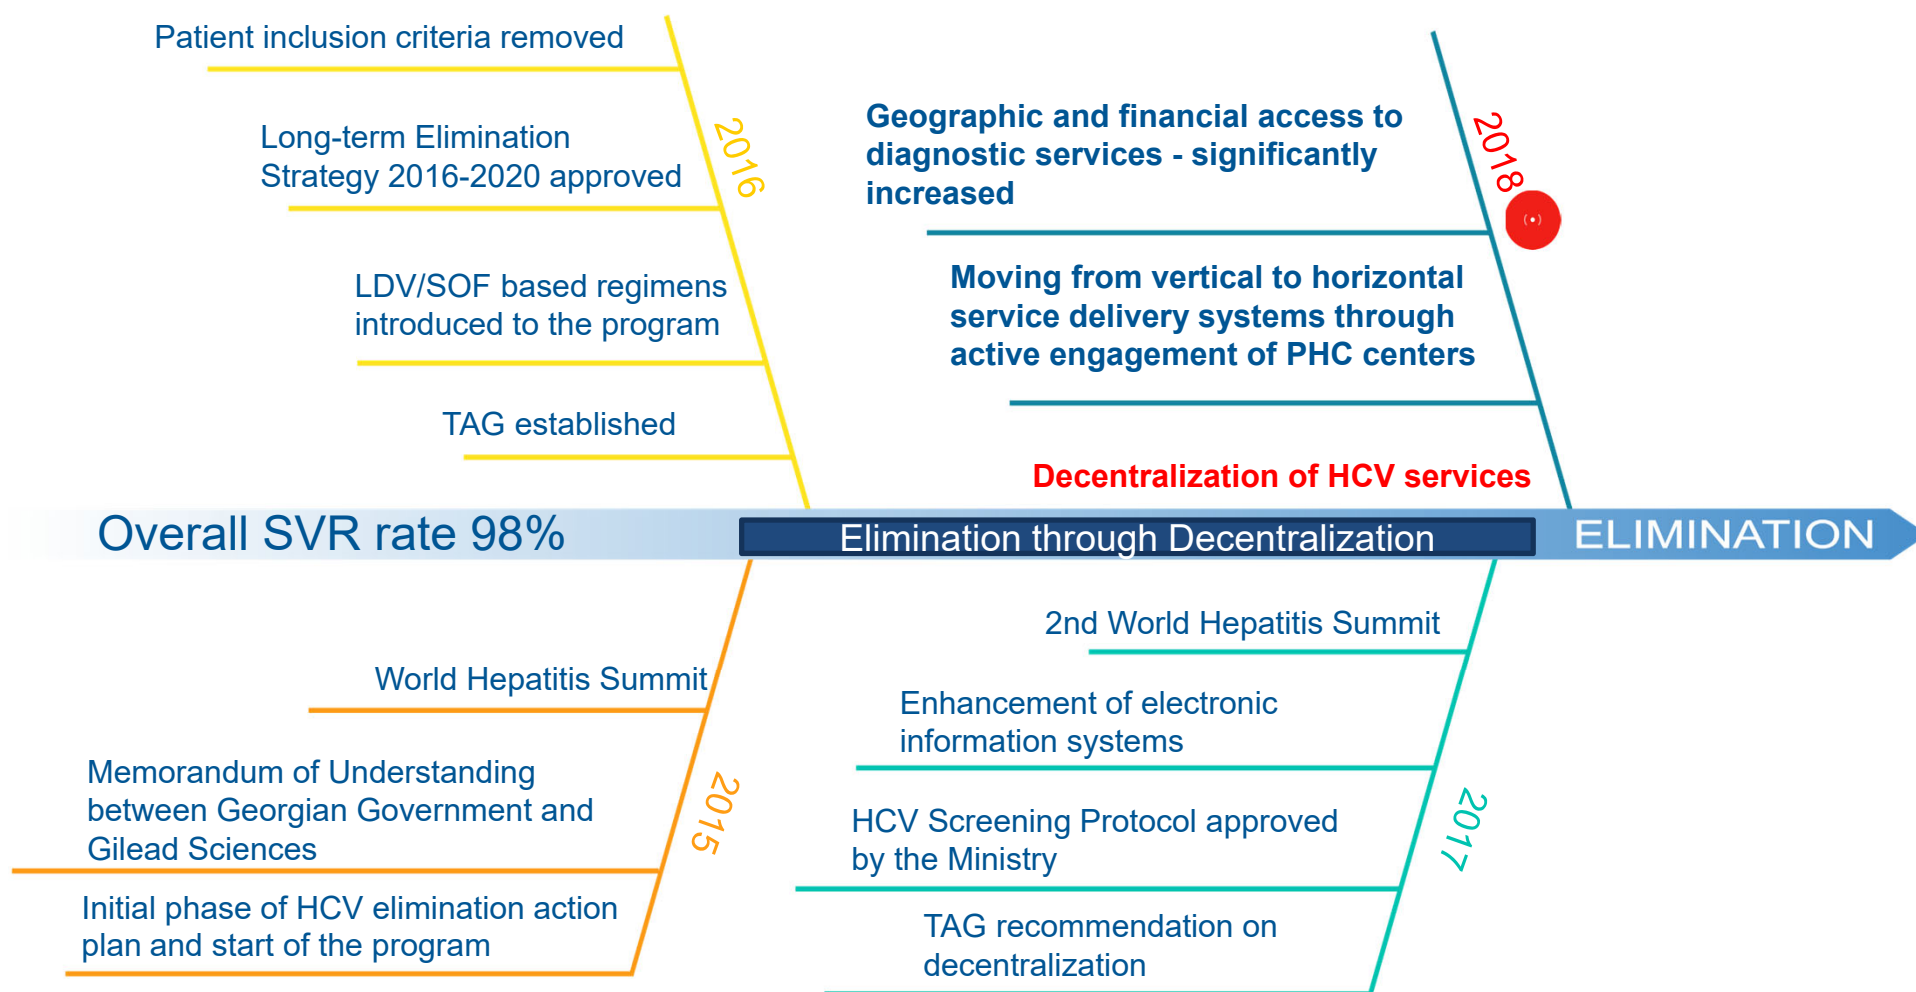 Patient inclusion criteria removed
Long-term Elimination
Strategy 2016-2020 approved
LDV/SOF based regimens
introduced to the program
TAG established
2016
Geographic and financial access to
diagnostic services - significantly
increased
Moving from vertical to horizontal
service delivery systems through
active engagement of PHC centers
Decentralization of HCV services
2018
Overall SVR rate 98%
Elimination through Decentralization
ELIMINATION
World Hepatitis Summit
Memorandum of Understanding
between Georgian Government and
Gilead Sciences
Initial phase of HCV elimination action
plan and start of the program
2015
2nd World Hepatitis Summit
Enhancement of electronic
information systems
HCV Screening Protocol approved
by the Ministry
TAG recommendation on
decentralization
2017